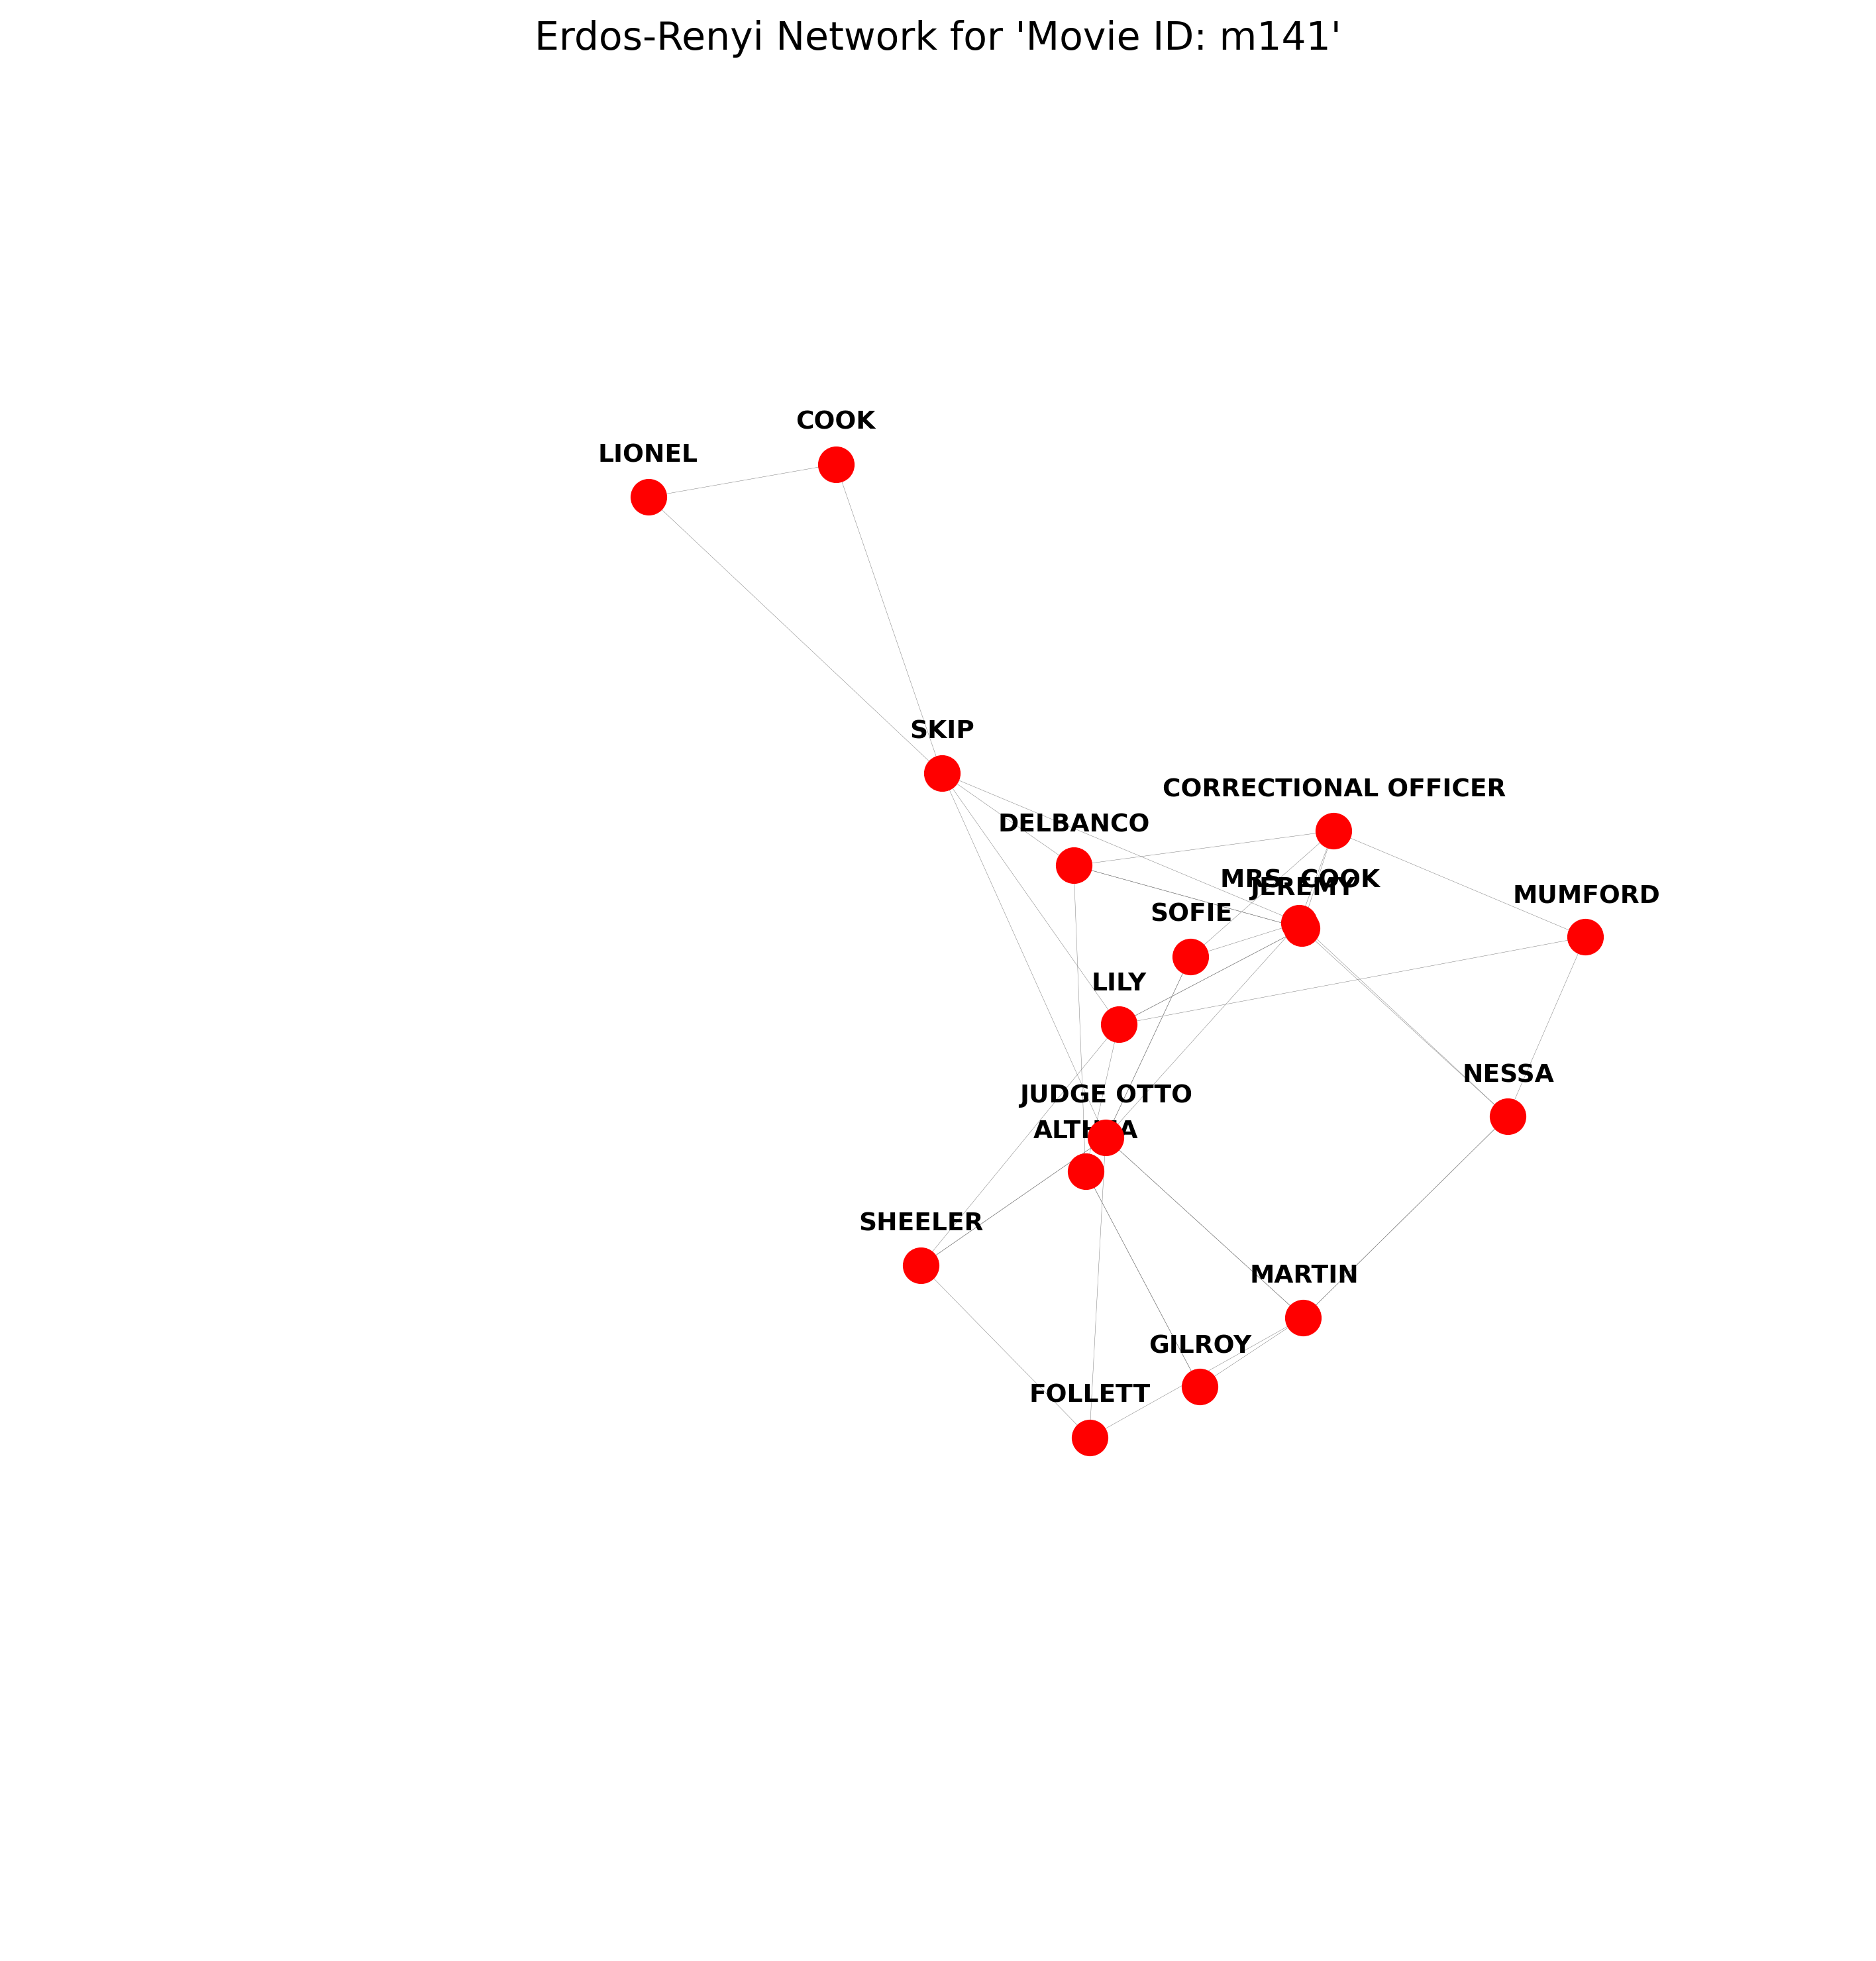 Erdos-Renyi Network for 'Movie ID: m141'
COOK
LIONEL
SKIP
CORRECTIONAL OFFICER
DELBANCO
MRS. COOK
JEREMY
MUMFORD
SOFIE
LILY
NESSA
JUDGE OTTO
ALTHEA
SHEELER
MARTIN
GILROY
FOLLETT